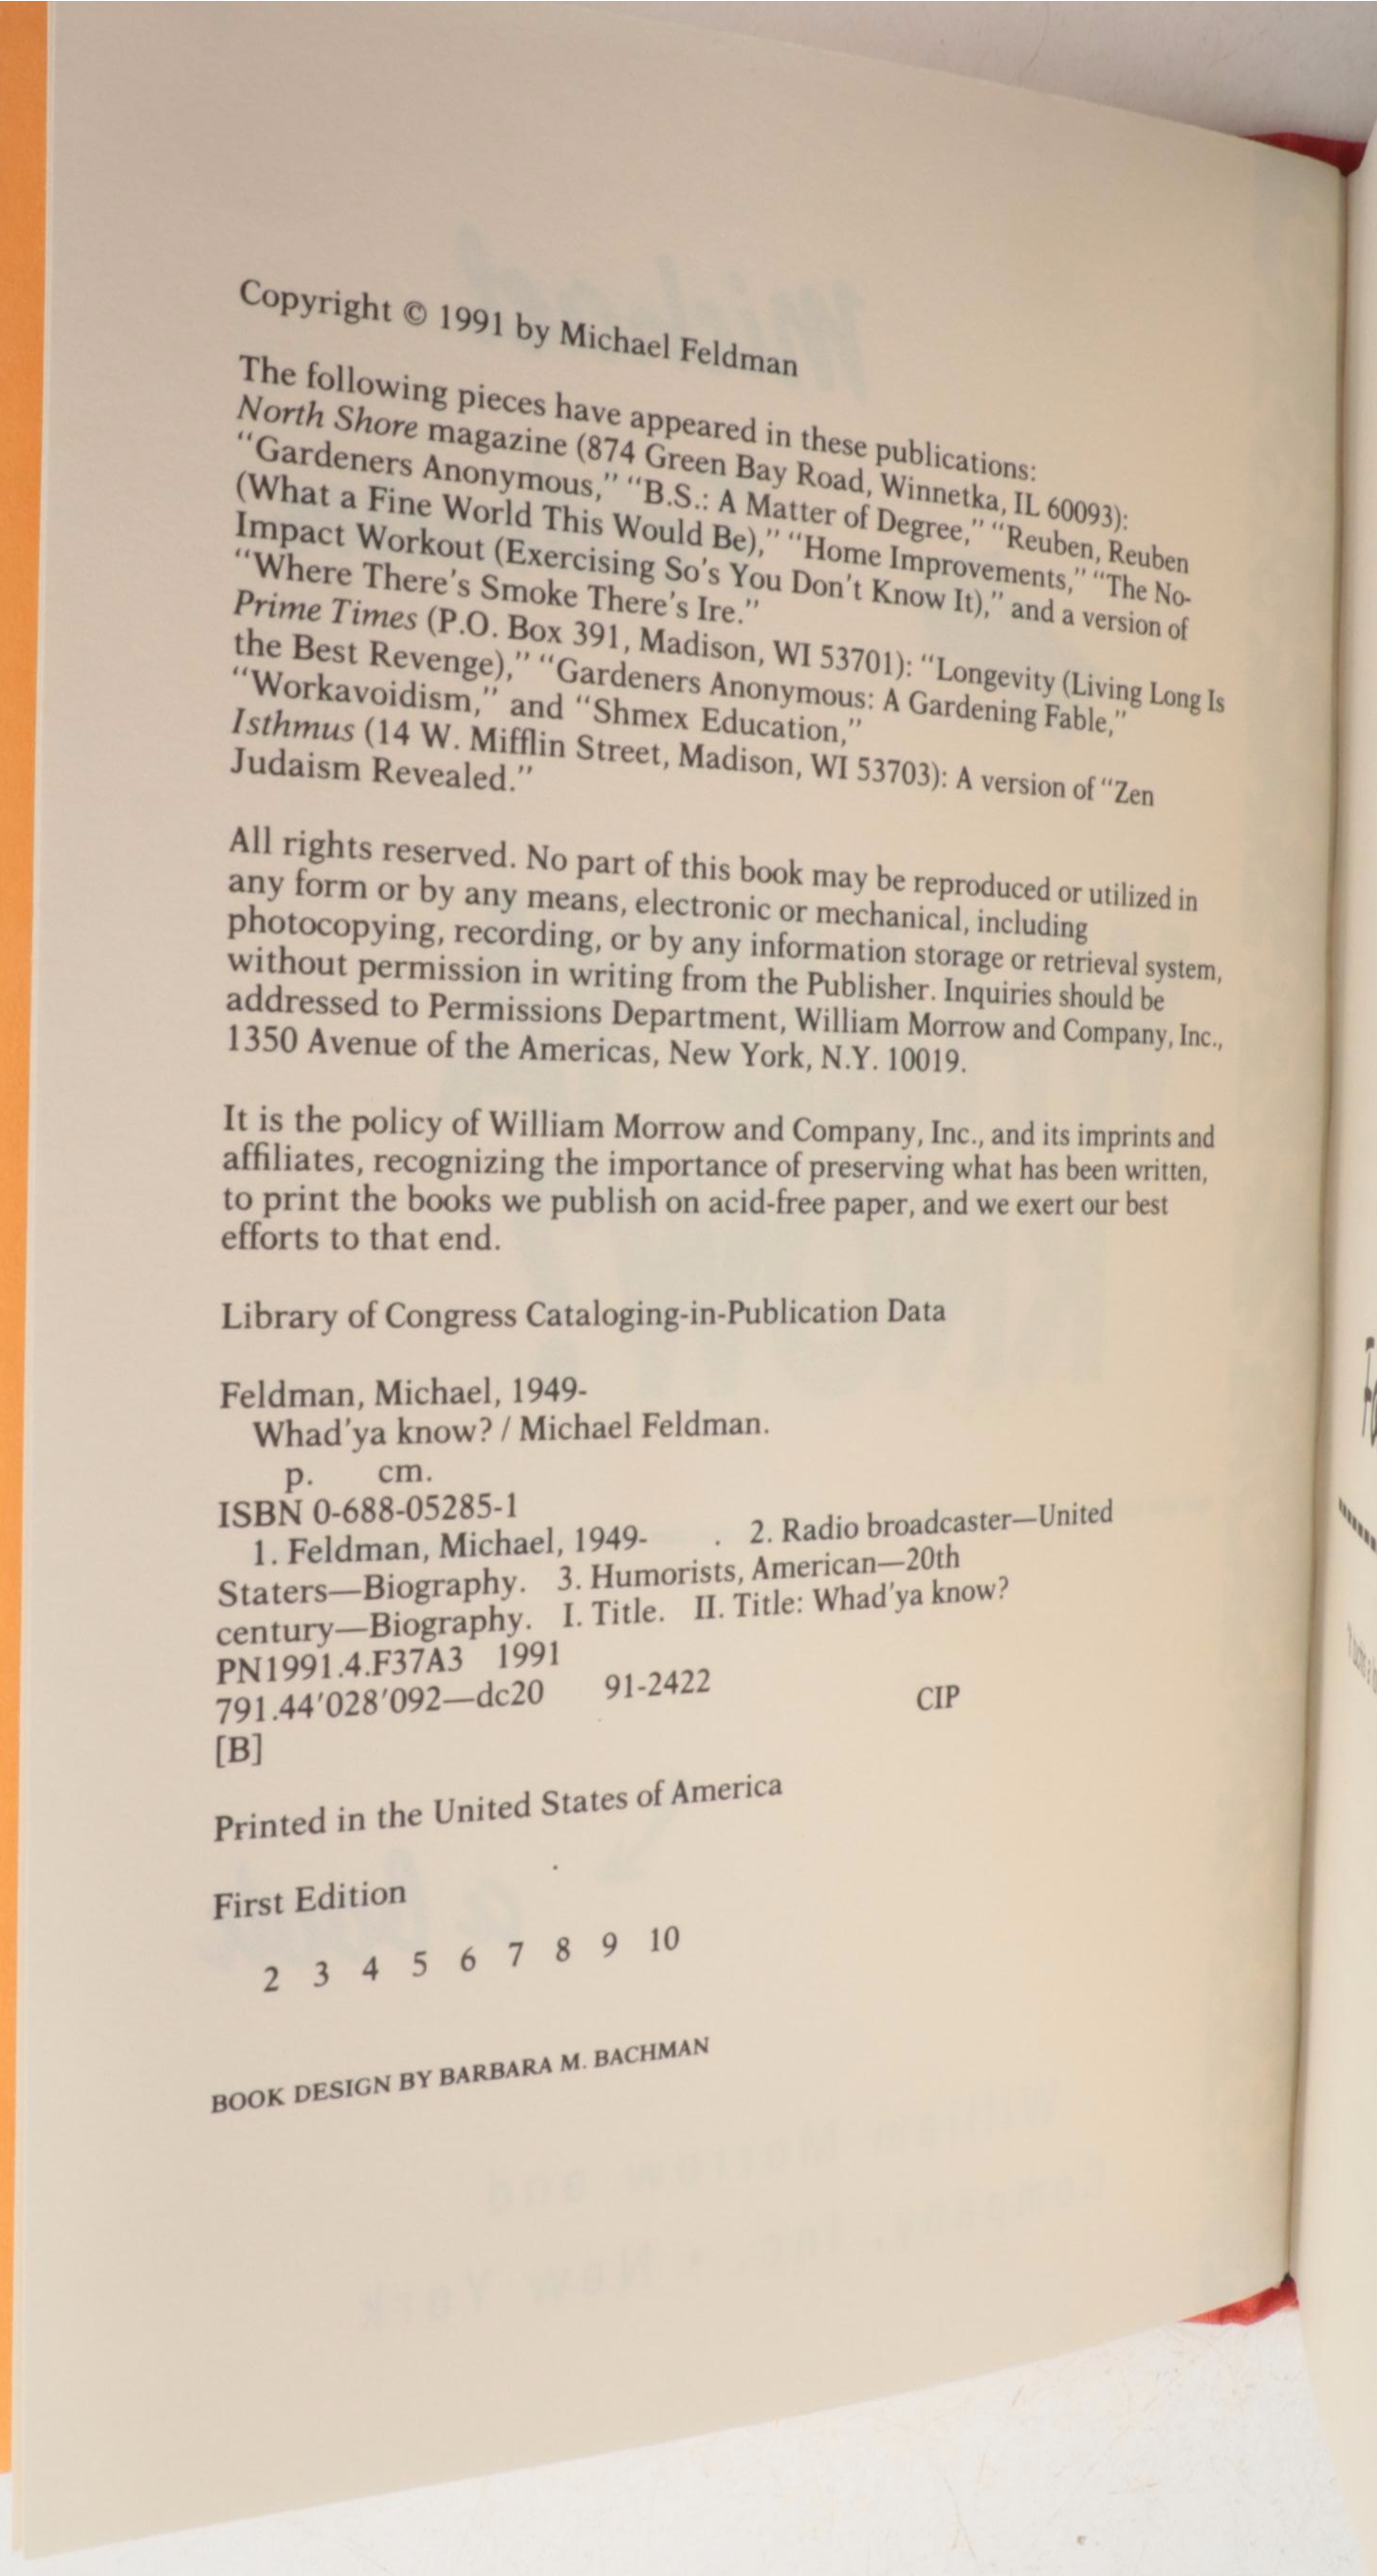 Copyright © 1991 by Michael Feldman
The following pieces have appeared in these publications:
North Shore magazine (874 Green Bay Road, Winnetka, IL 60093):
“Gardeners Anonymous,” “B.S.: A Matter of Degree,” “Reuben, Reuben
(What a Fine World This Would Be),” “Home Improvements,” “The No-
Impact Workout (Exercising So's You Don't Know It),” and a version of
“Where There's Smoke There's Ire.”
Prime Times (P.O. Box 391, Madison, WI 53701): “Longevity (Living Long Is
the Best Revenge),” “Gardeners Anonymous: A Gardening Fable,”
“Workavoidism,” and “Shmex Education,”
Isthmus (14 W. Mifflin Street, Madison, WI 53703): A version of “Zen
Judaism Revealed.”
All rights reserved. No part of this book may be reproduced or utilized in
any form or by any means, electronic or mechanical, including
photocopying, recording, or by any information storage or retrieval system,
without permission in writing from the Publisher. Inquiries should be
addressed to Permissions Department, William Morrow and Company, Inc.,
1350 Avenue of the Americas, New York, N.Y. 10019.
It is the policy of William Morrow and Company, Inc., and its imprints and
affiliates, recognizing the importance of preserving what has been written,
to print the books we publish on acid-free paper, and we exert our best
efforts to that end.
Library of Congress Cataloging-in-Publication Data
Feldman, Michael, 1949-
Whad'ya know? / Michael Feldman.
p. cm.
ISBN 0-688-05285-1
1. Feldman, Michael, 1949- . 2. Radio broadcaster—United
Staters—Biography. 3. Humorists, American—20th
century—Biography. I. Title. II. Title: Whad'ya know?
PN1991.4.F37A3 1991
791.44'028'092—dc20 91-2422 CIP
[B]
Printed in the United States of America
First Edition
2 3 4 5 6 7 8 9 10
BOOK DESIGN BY BARBARA M. BACHMAN